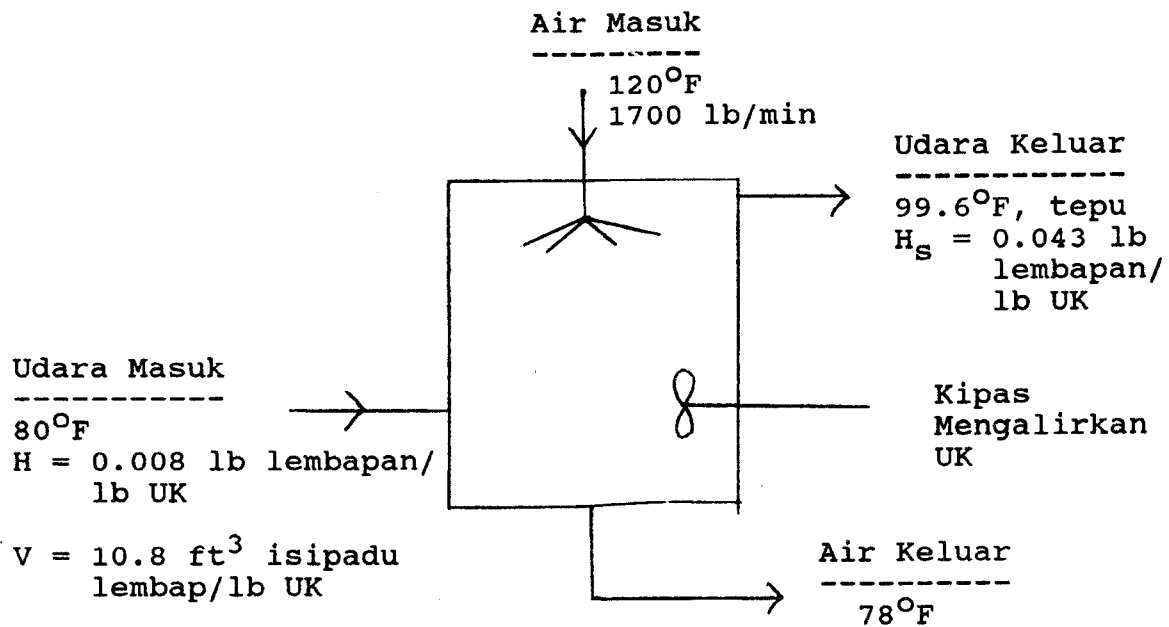 Air Masuk
120°F
1700 lb/min
Udara Keluar
99.6°F, tepu
H_s = 0.043 lb
lembapan/
lb UK
Udara Masuk
80°F
H = 0.008 lb lembapan/
lb UK
V = 10.8 ft³ isipadu
lembap/lb UK
Kipas
Mengalirkan
UK
Air Keluar
78°F